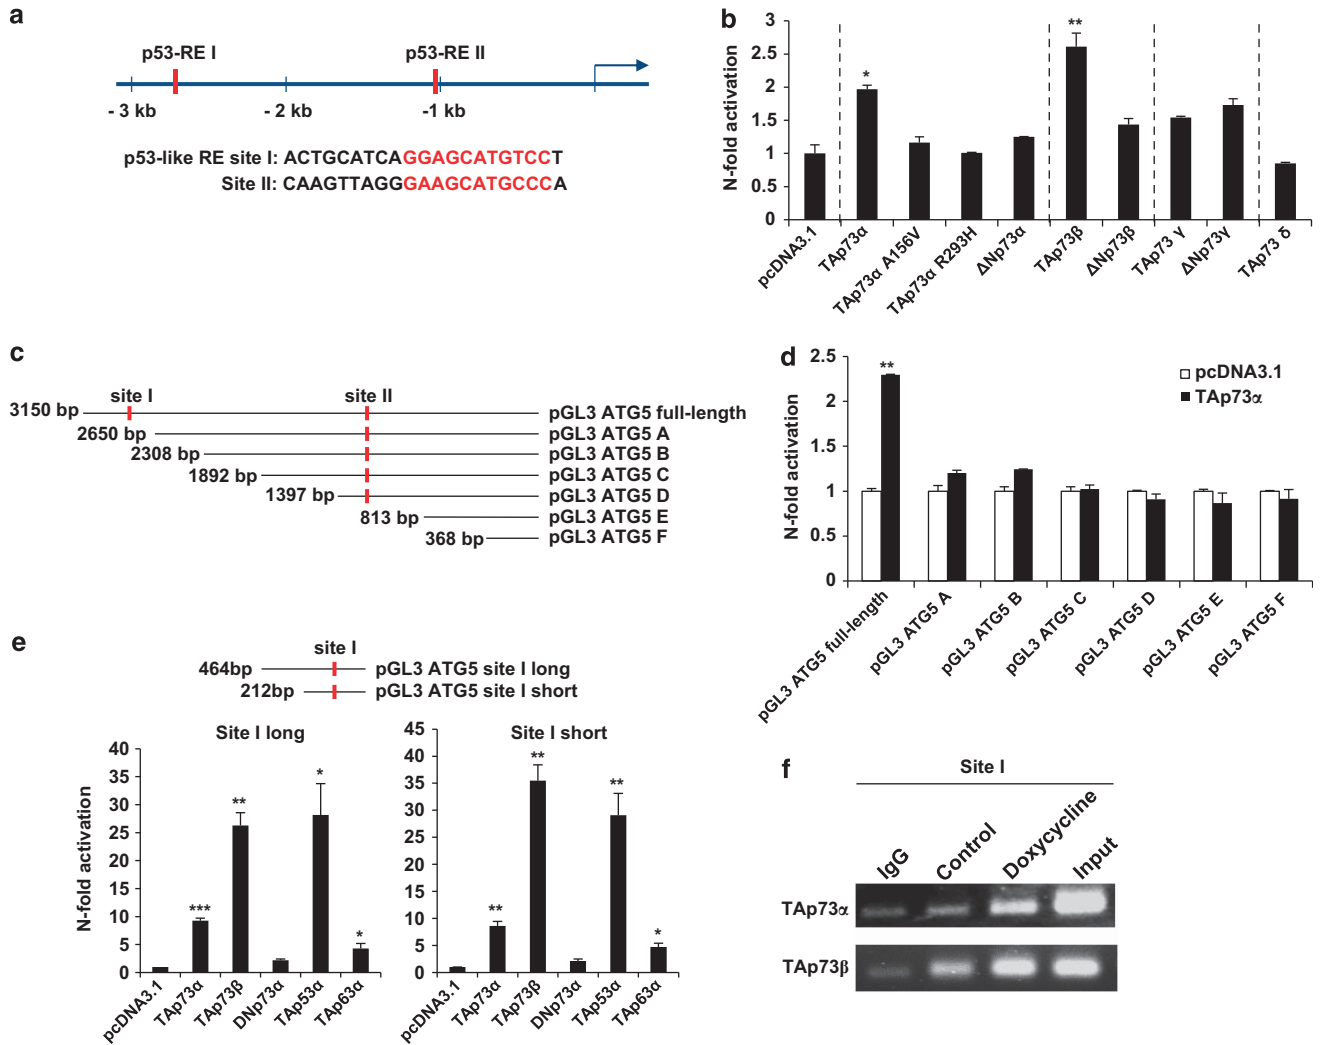 a
p53-RE I
p53-RE II
- 3 kb
- 2 kb
-1 kb
p53-like RE site I: ACTGCATCAGGAGCATGTCCT
Site II: CAAGTTAGGGAAGCATGCCCA
b
N-fold activation
3
2.5
2
1.5
1
0.5
0
*
**
pcDNA3.1
TAp73α
TAp73α A156V
TAp73α R293H
ΔNp73α
TAp73β
ΔNp73β
TAp73 γ
ΔNp73γ
TAp73 δ
c
site I
site II
3150 bp
pGL3 ATG5 full-length
2650 bp
pGL3 ATG5 A
2308 bp
pGL3 ATG5 B
1892 bp
pGL3 ATG5 C
1397 bp
pGL3 ATG5 D
813 bp
pGL3 ATG5 E
368 bp
pGL3 ATG5 F
d
N-fold activation
2.5
2
1.5
1
0.5
0
**
pcDNA3.1
TAp73α
pGL3 ATG5 full-length
pGL3 ATG5 A
pGL3 ATG5 B
pGL3 ATG5 C
pGL3 ATG5 D
pGL3 ATG5 E
pGL3 ATG5 F
e
site I
464bp
pGL3 ATG5 site I long
212bp
pGL3 ATG5 site I short
Site I long
N-fold activation
40
35
30
25
20
15
10
5
0
***
**
*
*
pcDNA3.1
TAp73α
TAp73β
DNp73α
TAp53α
TAp63α
Site I short
45
40
35
30
25
20
15
10
5
0
**
**
**
*
pcDNA3.1
TAp73α
TAp73β
DNp73α
TAp53α
TAp63α
f
Site I
IgG
Control
Doxycycline
Input
TAp73α
TAp73β